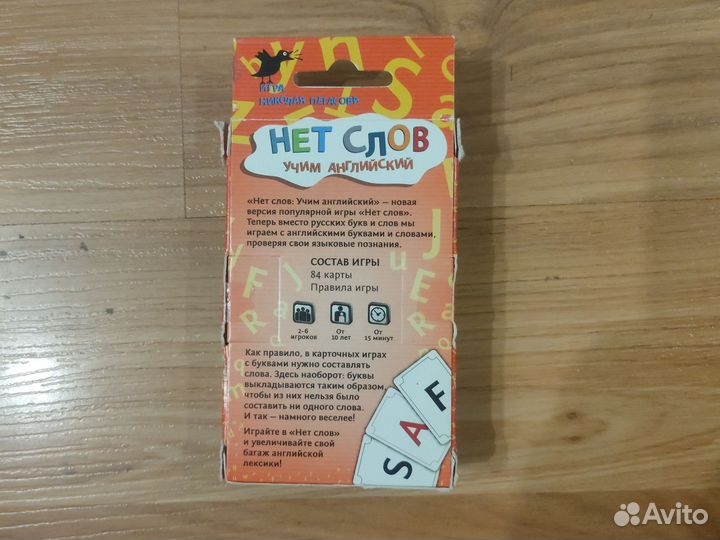 ИГРА
НИКОЛАЯ ПЕГАСОВА
НЕТ СЛОВ
УЧИМ АНГЛИЙСКИЙ
«Нет слов: Учим английский» — новая
версия популярной игры «Нет слов».
Теперь вместо русских букв и слов мы
играем с английскими буквами и словами,
проверяя свои языковые познания.
СОСТАВ ИГРЫ
84 карты
Правила игры
2–6 игроков
От 10 лет
От 15 минут
Как правило, в карточных играх
с буквами нужно составлять
слова. Здесь наоборот: буквы
выкладываются таким образом,
чтобы из них нельзя было
составить ни одного слова.
И так — намного веселее!
Играйте в «Нет слов»
и увеличивайте свой
багаж английской
лексики!
S A F
Avito